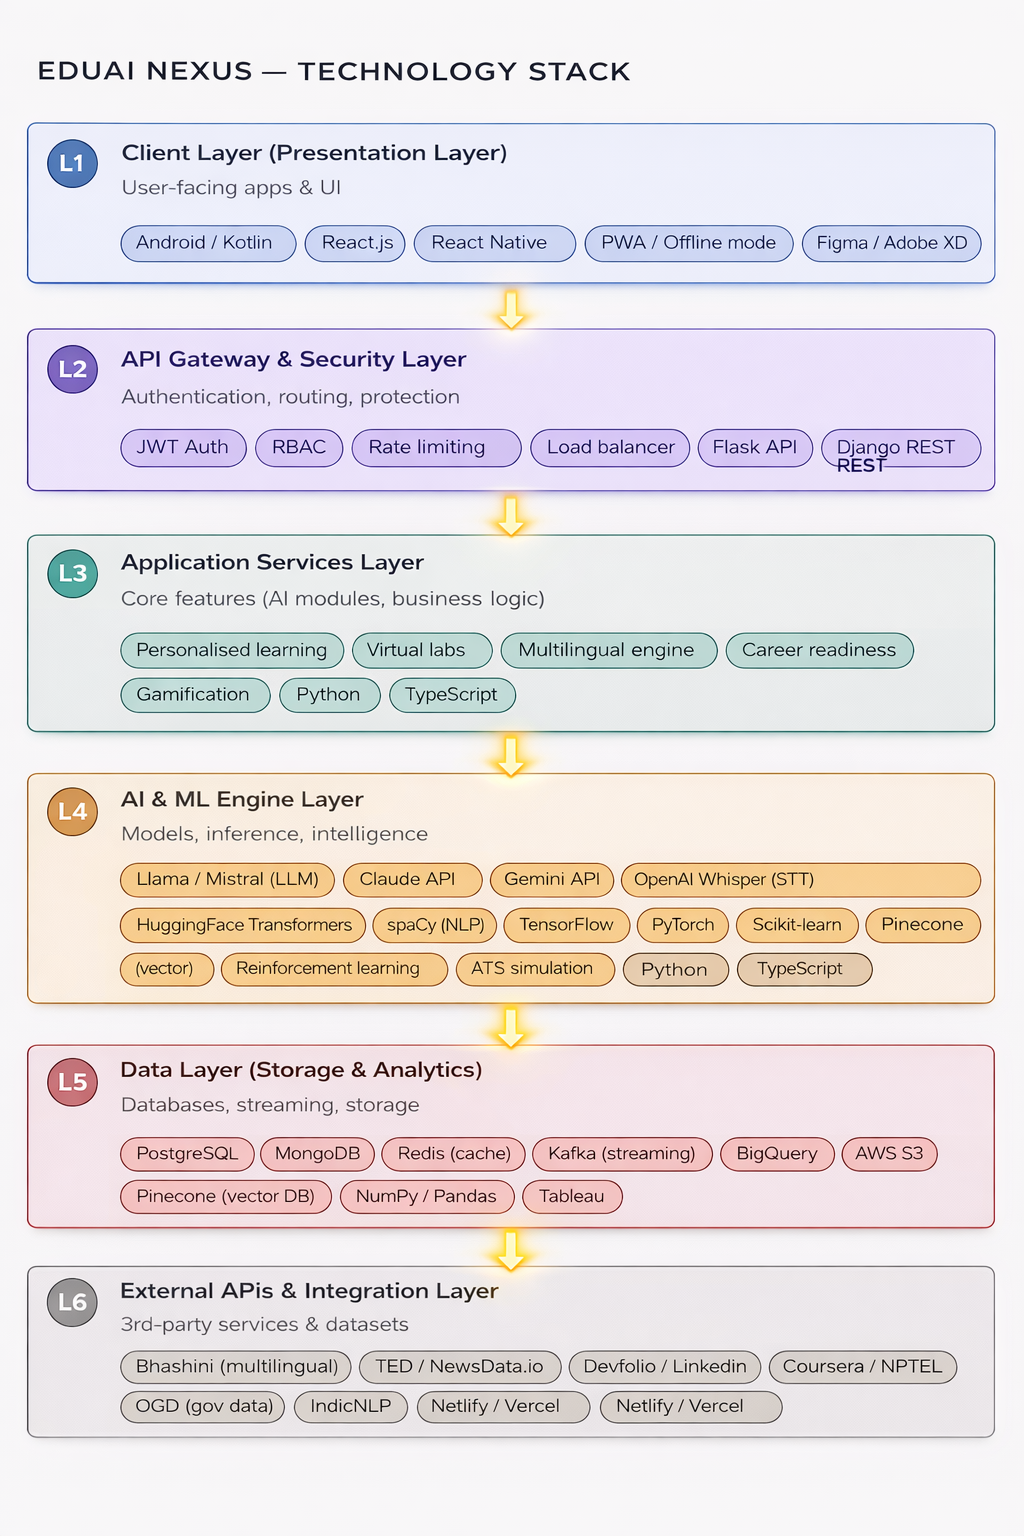 EDUAI NEXUS — TECHNOLOGY STACK
L1
Client Layer (Presentation Layer)
User-facing apps & UI
Android / Kotlin React.js React Native PWA / Offline mode Figma / Adobe XD
L2
API Gateway & Security Layer
Authentication, routing, protection
JWT Auth RBAC Rate limiting Load balancer Flask API Django REST
REST
L3
Application Services Layer
Core features (AI modules, business logic)
Personalised learning Virtual labs Multilingual engine Career readiness
Gamification Python TypeScript
L4
AI & ML Engine Layer
Models, inference, intelligence
Llama / Mistral (LLM) Claude API Gemini API OpenAI Whisper (STT)
HuggingFace Transformers spaCy (NLP) TensorFlow PyTorch Scikit-learn Pinecone
(vector) Reinforcement learning ATS simulation Python TypeScript
L5
Data Layer (Storage & Analytics)
Databases, streaming, storage
PostgreSQL MongoDB Redis (cache) Kafka (streaming) BigQuery AWS S3
Pinecone (vector DB) NumPy / Pandas Tableau
L6
External APis & Integration Layer
3rd-party services & datasets
Bhashini (multilingual) TED / NewsData.io Devfolio / Linkedin Coursera / NPTEL
OGD (gov data) IndicNLP Netlify / Vercel Netlify / Vercel